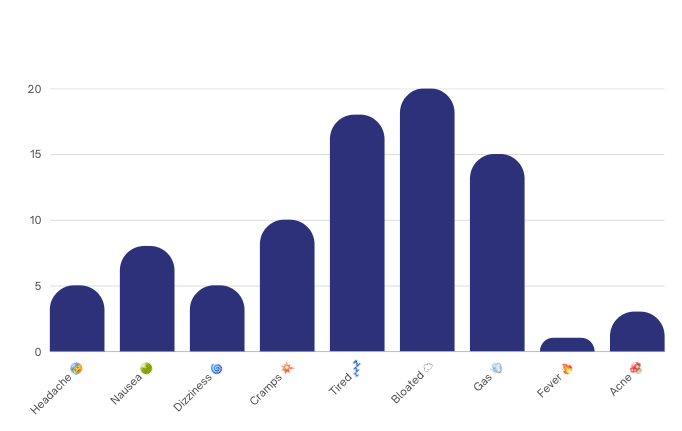 20
15
10
5
0
Headache
Nausea
Dizziness
Cramps
Tired
Bloated
Gas
Fever
Acne